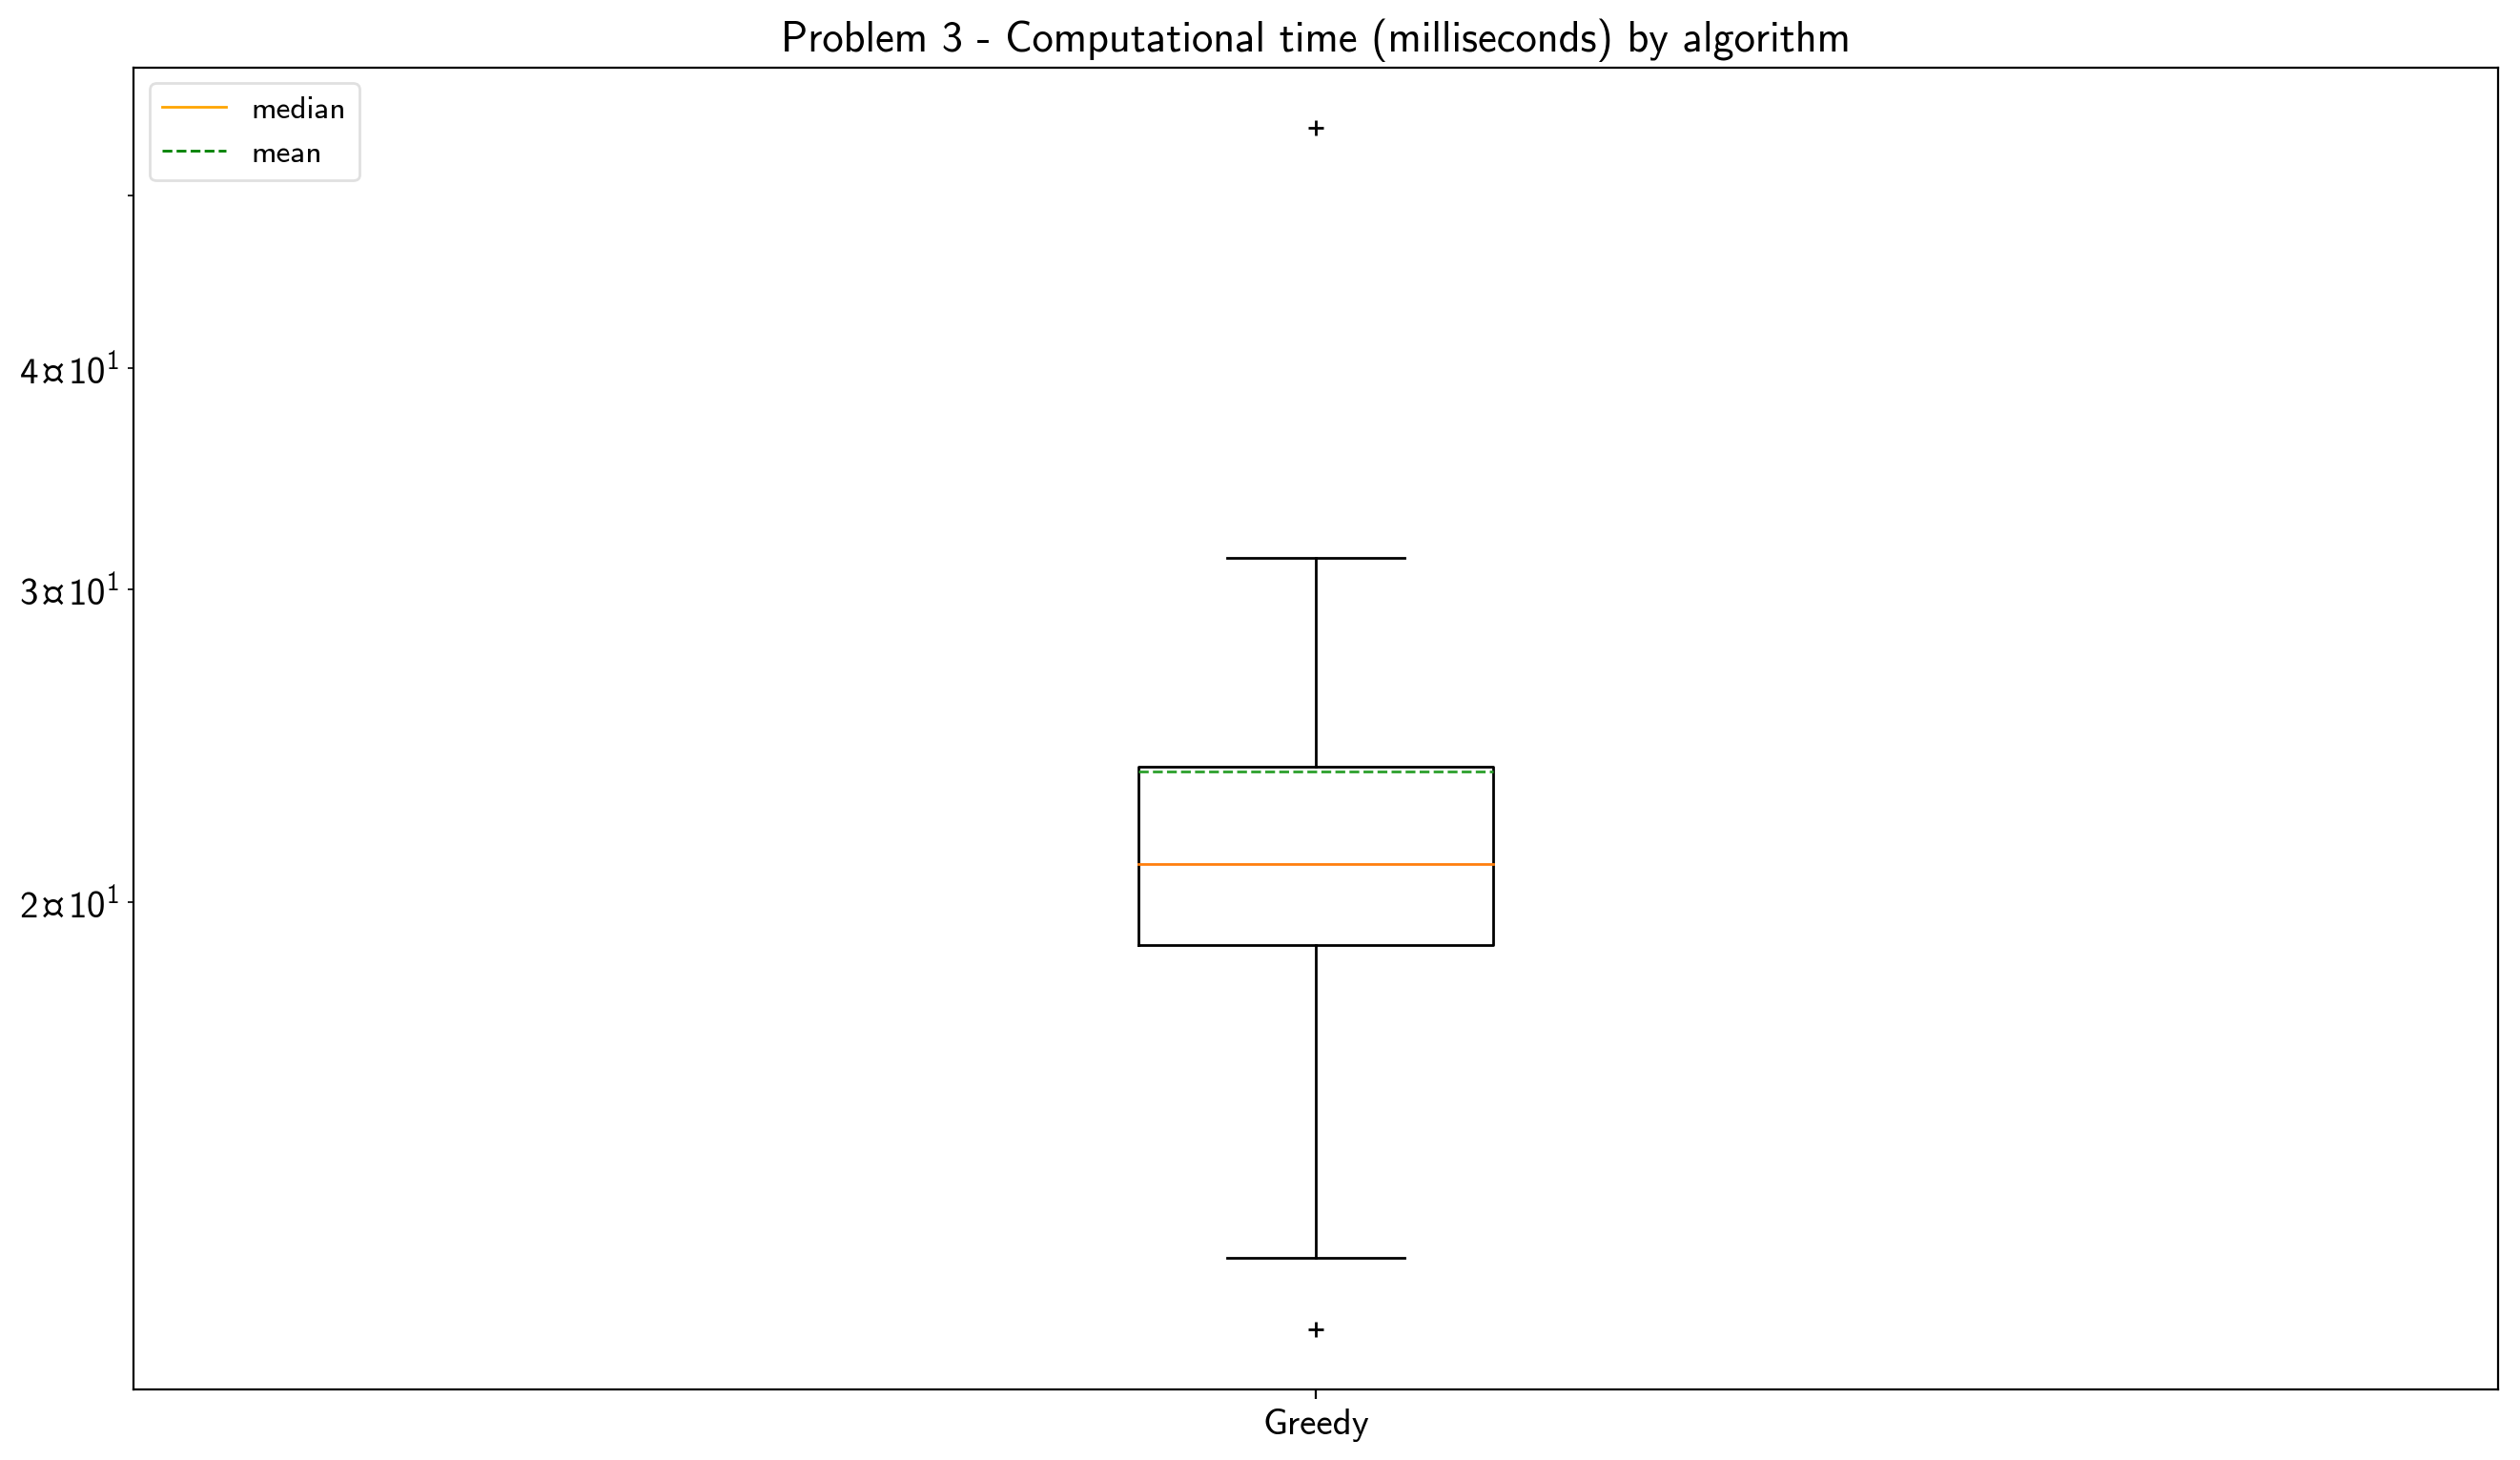 Problem 3 - Computational time (milliseconds) by algorithm
median
mean
4¤10¹
3¤10¹
2¤10¹
Greedy